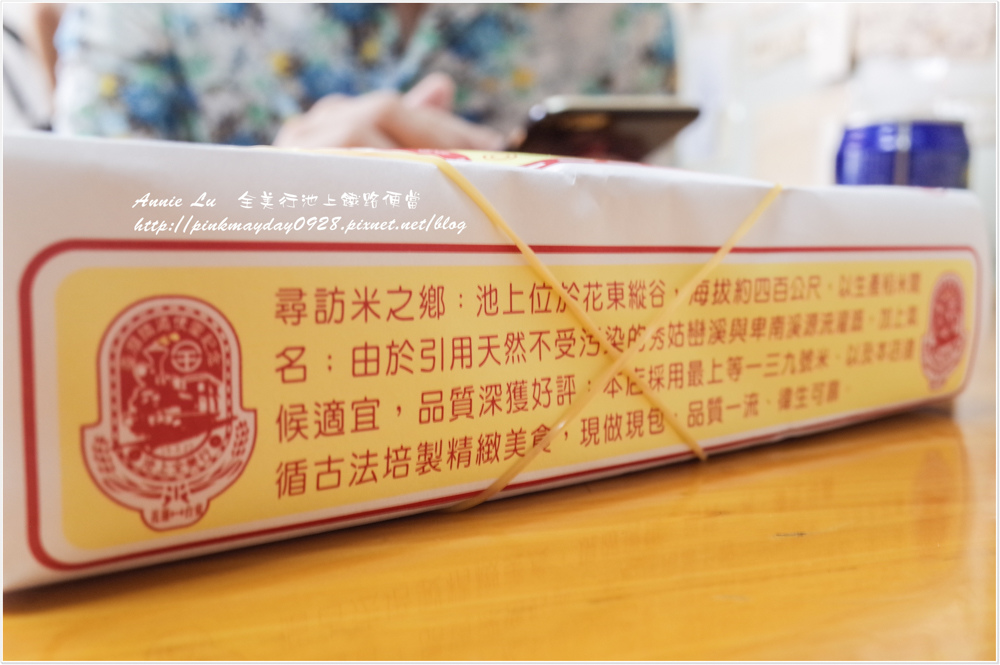 Annie Lu 全美行池上鐵路便當
http://pinkmayday0928.pixnet.net/blog
尋訪米之鄉：池上位於花東縱谷，海拔約四百公尺，以生產稻米聞
名；由於引用天然不受污染的秀姑巒溪與卑南溪源流灌溉，加上氣
候適宜，品質深獲好評；本店採用最上等一三九號米，以及本店遵
循古法培製精緻美食，現做現包，品質一流，衛生可靠。
全